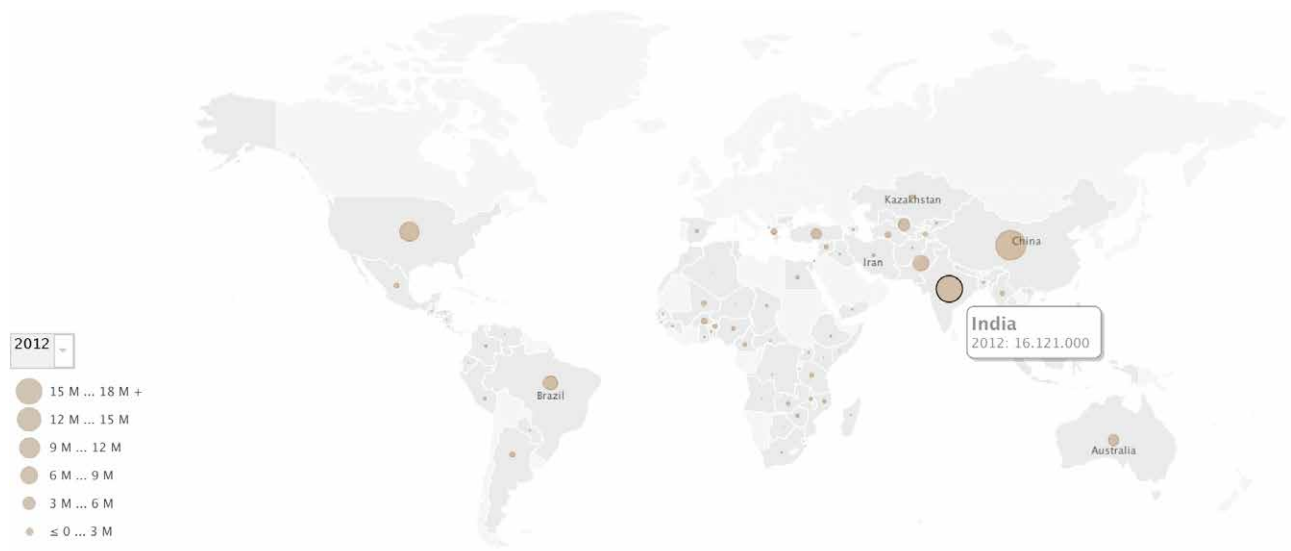 Kazakhstan
China
Iran
India
2012: 16.121.000
2012
15 M ... 18 M +
Brazil
12 M ... 15 M
9 M ... 12 M
Australia
6 M ... 9 M
3 M ... 6 M
≤ 0 ... 3 M